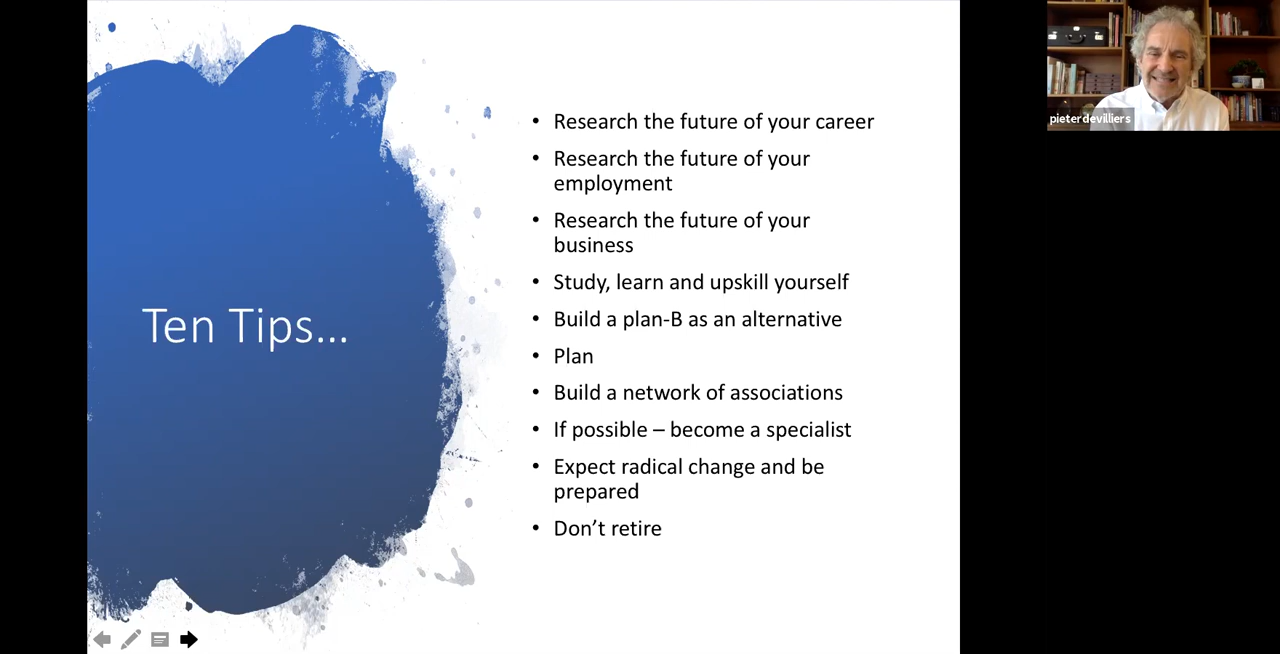 Ten Tips...
• Research the future of your career
• Research the future of your
employment
• Research the future of your
business
• Study, learn and upskill yourself
• Build a plan-B as an alternative
• Plan
• Build a network of associations
• If possible – become a specialist
• Expect radical change and be
prepared
• Don’t retire
pieterdevilliers